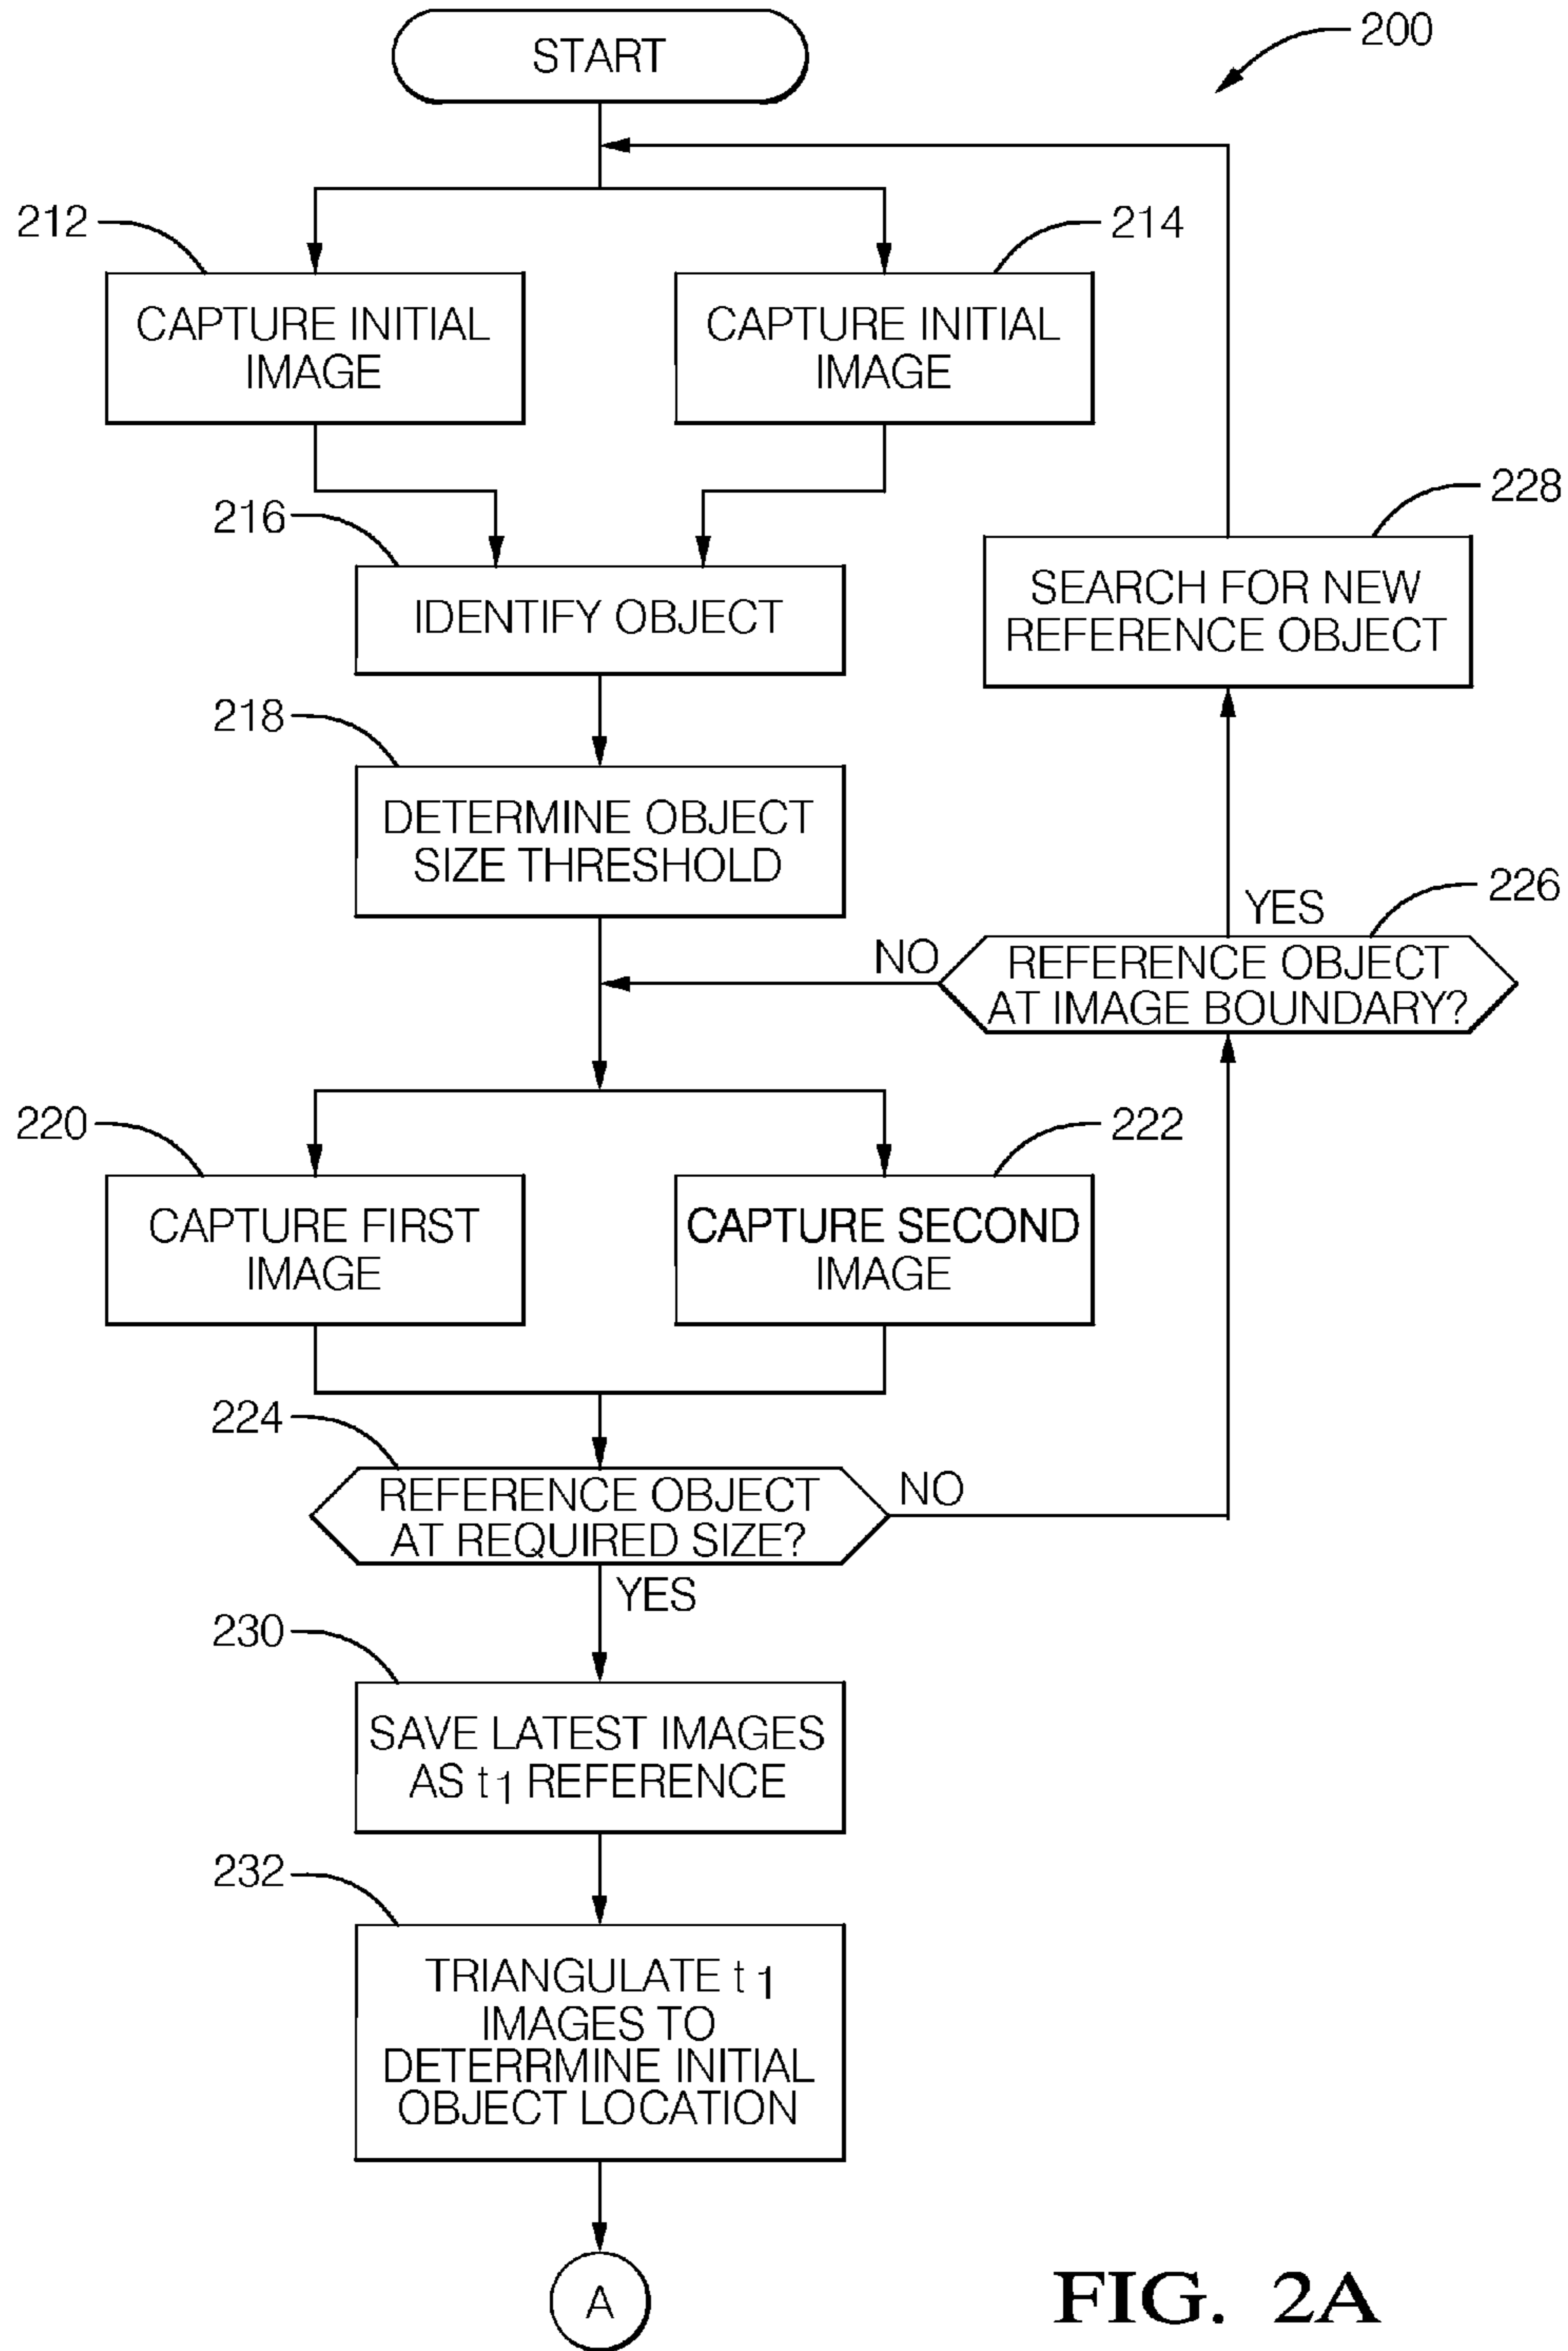 START
200
212
214
CAPTURE INITIAL
IMAGE
CAPTURE INITIAL
IMAGE
216
228
IDENTIFY OBJECT
SEARCH FOR NEW
REFERENCE OBJECT
218
DETERMINE OBJECT
SIZE THRESHOLD
226
YES
NO
REFERENCE OBJECT
AT IMAGE BOUNDARY?
220
222
CAPTURE FIRST
IMAGE
CAPTURE SECOND
IMAGE
224
REFERENCE OBJECT
AT REQUIRED SIZE?
NO
YES
230
SAVE LATEST IMAGES
AS t1 REFERENCE
232
TRIANGULATE t1
IMAGES TO
DETERRMINE INITIAL
OBJECT LOCATION
A
FIG. 2A